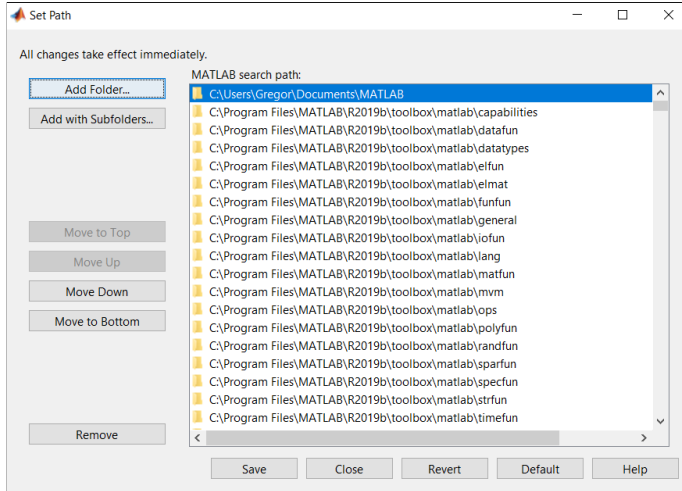 Set Path
All changes take effect immediately.
MATLAB search path:
Add Folder...
Add with Subfolders...
Move to Top
Move Up
Move Down
Move to Bottom
Remove
C:\Users\Gregor\Documents\MATLAB
C:\Program Files\MATLAB\R2019b\toolbox\matlab\capabilities
C:\Program Files\MATLAB\R2019b\toolbox\matlab\datafun
C:\Program Files\MATLAB\R2019b\toolbox\matlab\datatypes
C:\Program Files\MATLAB\R2019b\toolbox\matlab\elfun
C:\Program Files\MATLAB\R2019b\toolbox\matlab\elmat
C:\Program Files\MATLAB\R2019b\toolbox\matlab\funfun
C:\Program Files\MATLAB\R2019b\toolbox\matlab\general
C:\Program Files\MATLAB\R2019b\toolbox\matlab\iofun
C:\Program Files\MATLAB\R2019b\toolbox\matlab\lang
C:\Program Files\MATLAB\R2019b\toolbox\matlab\matfun
C:\Program Files\MATLAB\R2019b\toolbox\matlab\mvm
C:\Program Files\MATLAB\R2019b\toolbox\matlab\ops
C:\Program Files\MATLAB\R2019b\toolbox\matlab\polyfun
C:\Program Files\MATLAB\R2019b\toolbox\matlab\randfun
C:\Program Files\MATLAB\R2019b\toolbox\matlab\sparfun
C:\Program Files\MATLAB\R2019b\toolbox\matlab\specfun
C:\Program Files\MATLAB\R2019b\toolbox\matlab\strfun
C:\Program Files\MATLAB\R2019b\toolbox\matlab\timefun
Save
Close
Revert
Default
Help